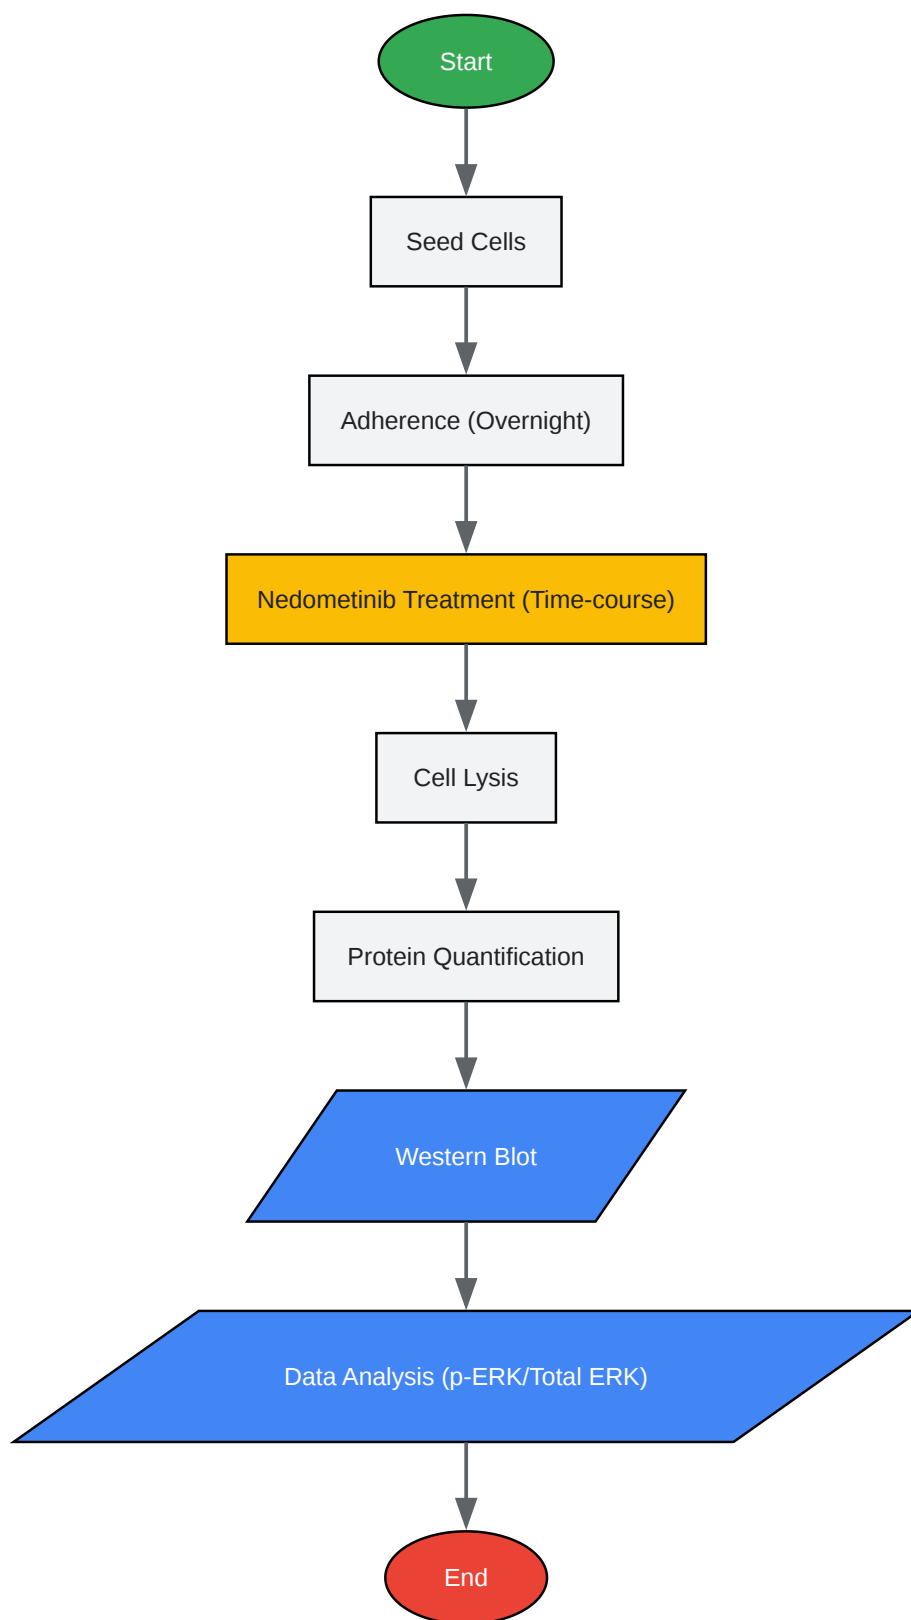 Start
Seed Cells
Adherence (Overnight)
Nedometinib Treatment (Time-course)
Cell Lysis
Protein Quantification
Western Blot
Data Analysis (p-ERK/Total ERK)
End